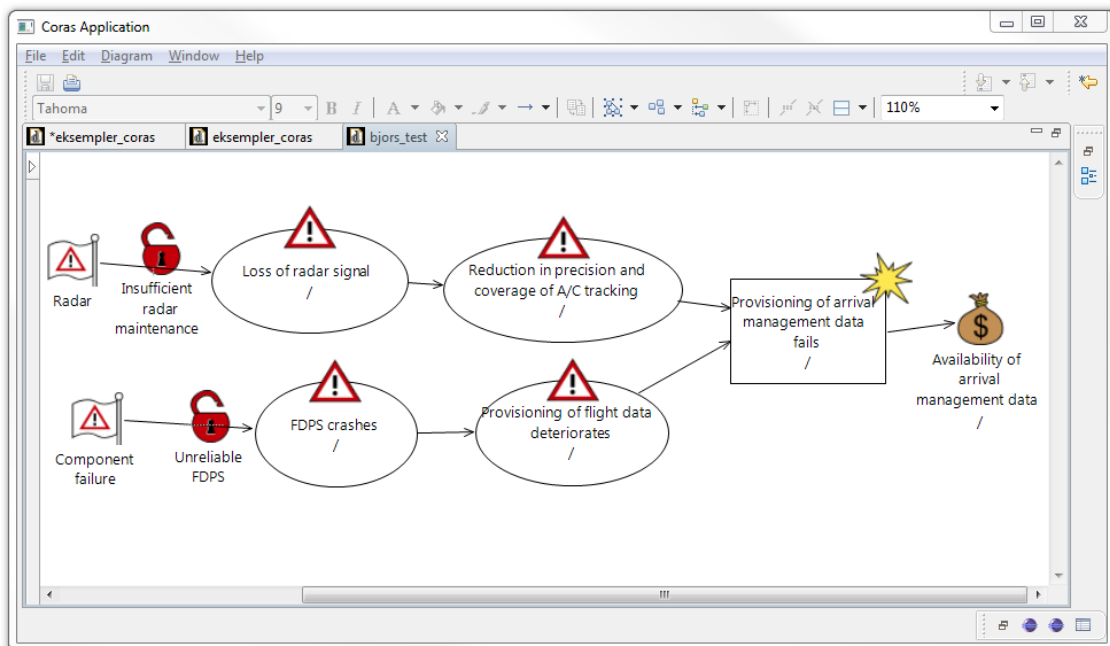 Coras Application
File Edit Diagram Window Help
Tahoma 9 B I A 110%
*eksempler_coras eksempler_coras bjors_test
Radar
Insufficient
radar
maintenance
Loss of radar signal
/
Reduction in precision and
coverage of A/C tracking
/
Provisioning of arrival
management data
fails
/
Availability of
arrival
management data
/
Component
failure
Unreliable
FDPS
FDPS crashes
/
Provisioning of flight data
deteriorates
/